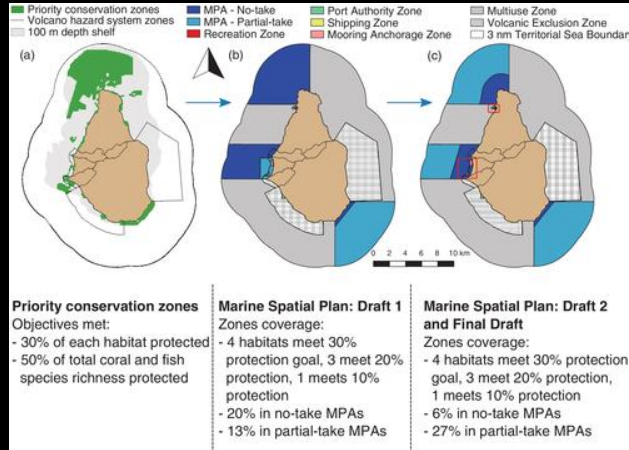 Priority conservation zones
Volcano hazard system zones
100 m depth shelf
MPA - No-take
MPA - Partial-take
Recreation Zone
Port Authority Zone
Shipping Zone
Mooring Anchorage Zone
Multiuse Zone
Volcanic Exclusion Zone
3 nm Territorial Sea Boundary
(a)
(b)
(c)
0 2 4 6 8 10 km
Priority conservation zones
Objectives met:
- 30% of each habitat protected
- 50% of total coral and fish
species richness protected
Marine Spatial Plan: Draft 1
Zones coverage:
- 4 habitats meet 30%
protection goal, 3 meet 20%
protection, 1 meets 10%
protection
- 20% in no-take MPAs
- 13% in partial-take MPAs
Marine Spatial Plan: Draft 2
and Final Draft
Zones coverage:
- 4 habitats meet 30% protection
goal, 3 meet 20% protection,
1 meets 10% protection
- 6% in no-take MPAs
- 27% in partial-take MPAs